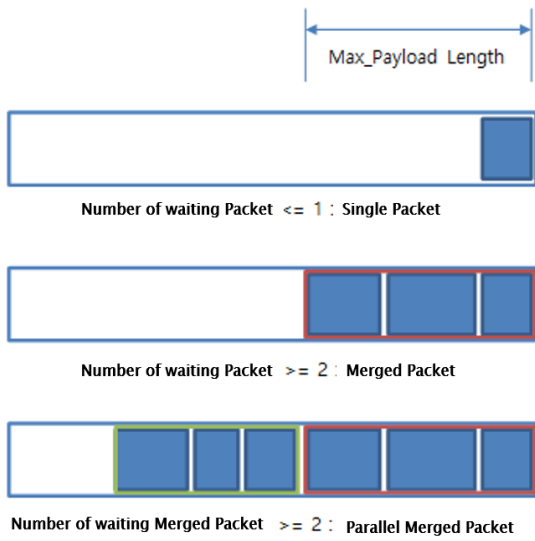 Max_Payload Length
Number of waiting Packet <= 1 : Single Packet
Number of waiting Packet >= 2 : Merged Packet
Number of waiting Merged Packet >= 2 : Parallel Merged Packet